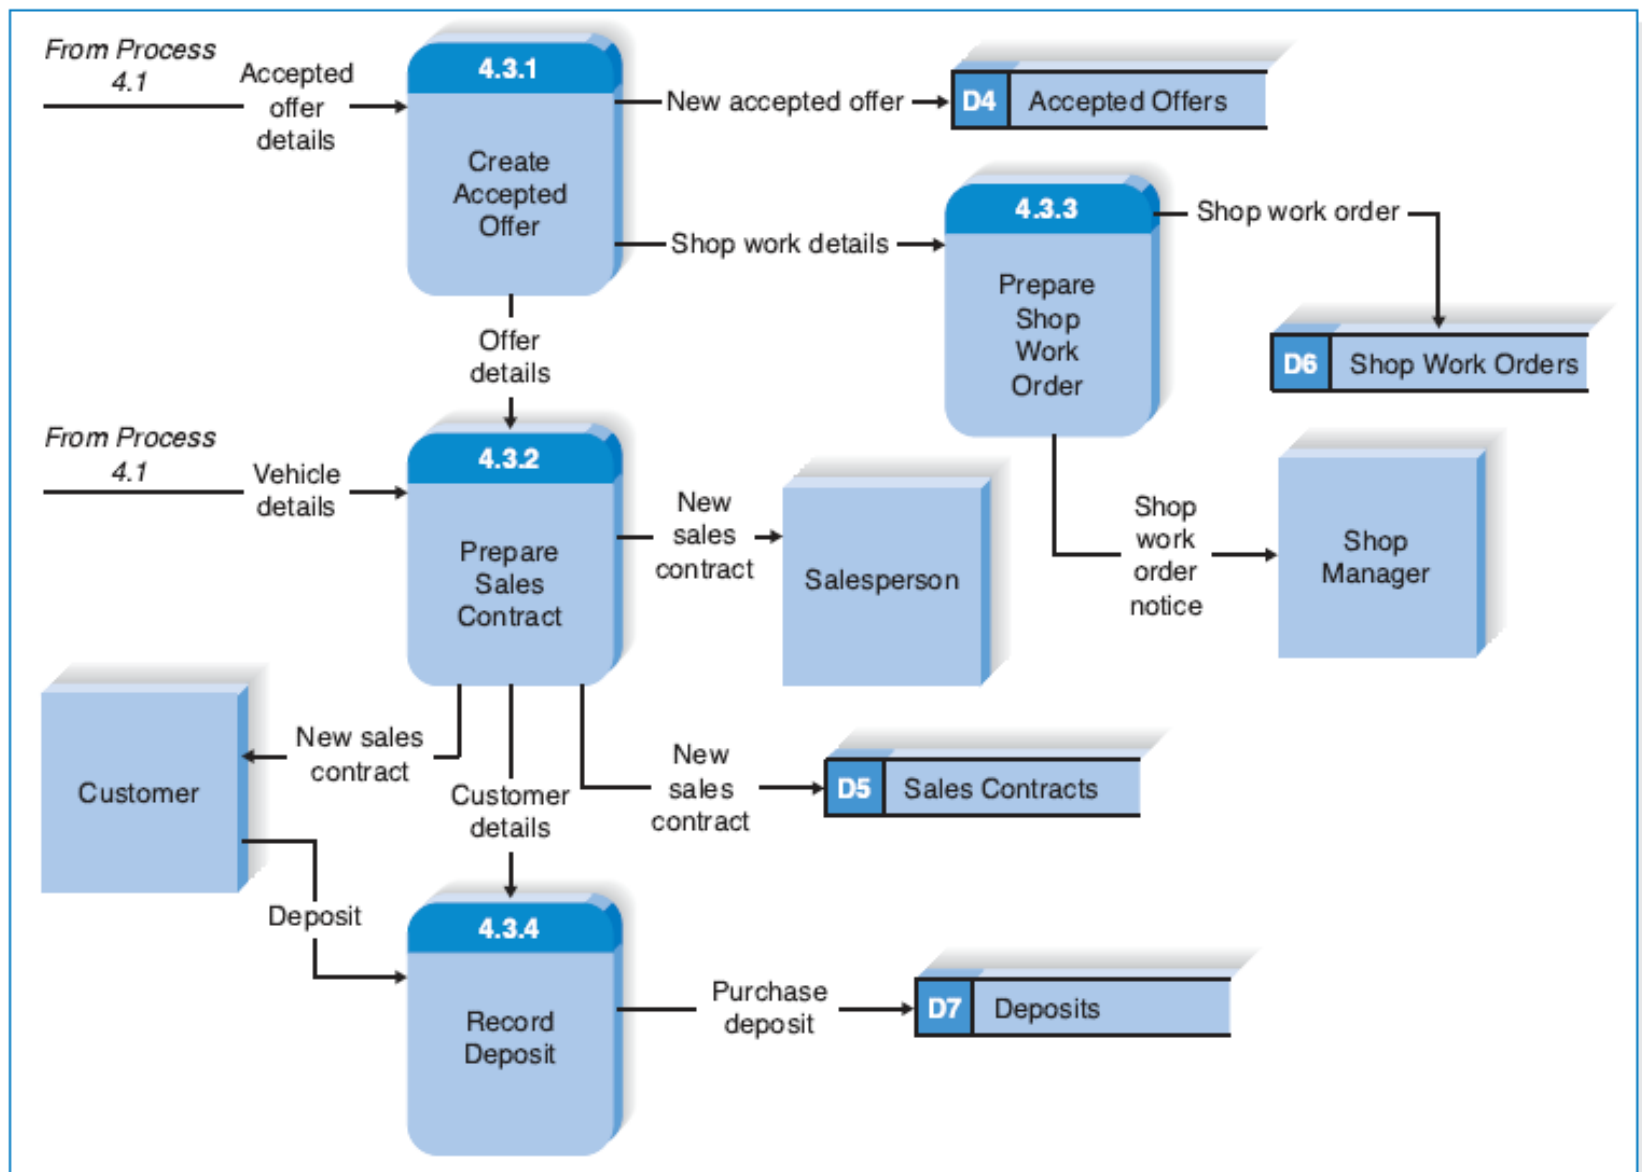 From Process
4.1
Accepted
offer
details
4.3.1
Create
Accepted
Offer
New accepted offer
D4 Accepted Offers
Shop work details
4.3.3
Prepare
Shop
Work
Order
Shop work order
D6 Shop Work Orders
Offer
details
From Process
4.1
Vehicle
details
4.3.2
Prepare
Sales
Contract
New
sales
contract
Salesperson
Shop
work
order
notice
Shop
Manager
Customer
New sales
contract
Customer
details
New
sales
contract
D5 Sales Contracts
Deposit
4.3.4
Record
Deposit
Purchase
deposit
D7 Deposits